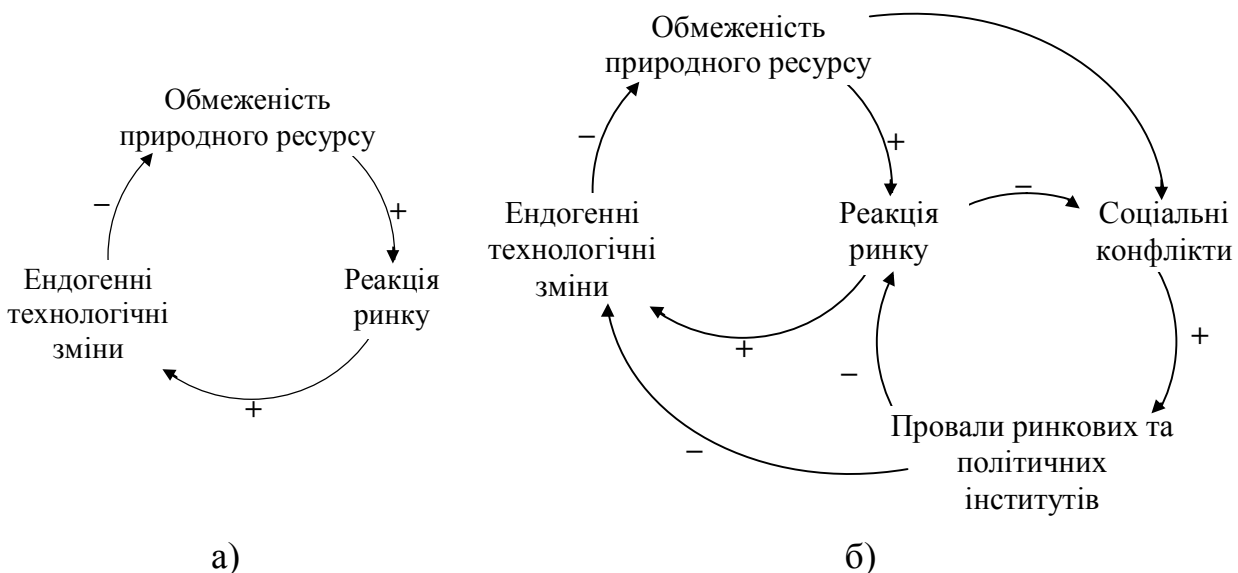 Обмеженість
природного ресурсу
–
+
Ендогенні
технологічні
зміни
Реакція
ринку
+
а)
Обмеженість
природного ресурсу
–
+
Ендогенні
технологічні
зміни
Реакція
ринку
–
Соціальні
конфлікти
+
–
+
–
Провали ринкових та
політичних
інститутів
б)